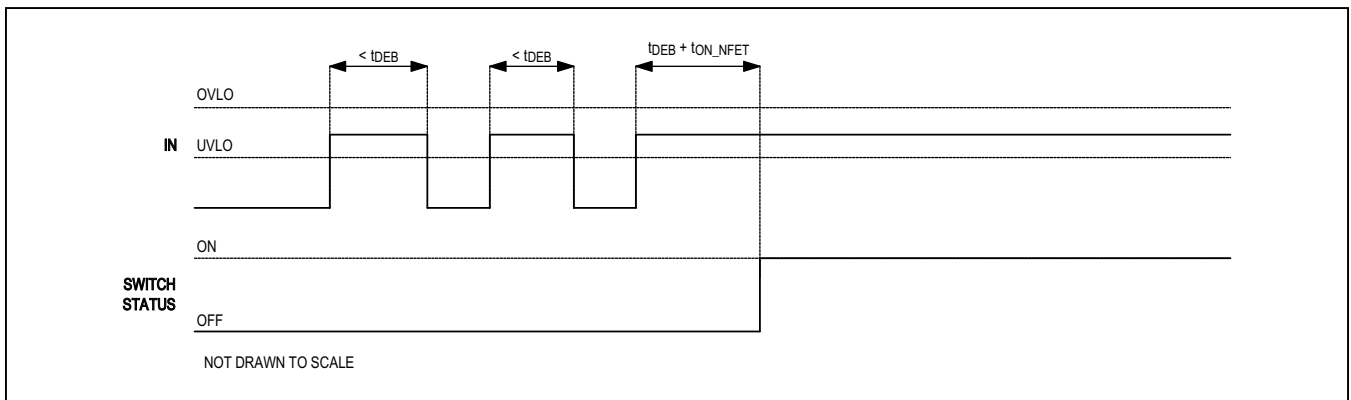 < tDEB
< tDEB
tDEB + tON_NFET
OVLO
IN
UVLO
ON
SWITCH
STATUS
OFF
NOT DRAWN TO SCALE